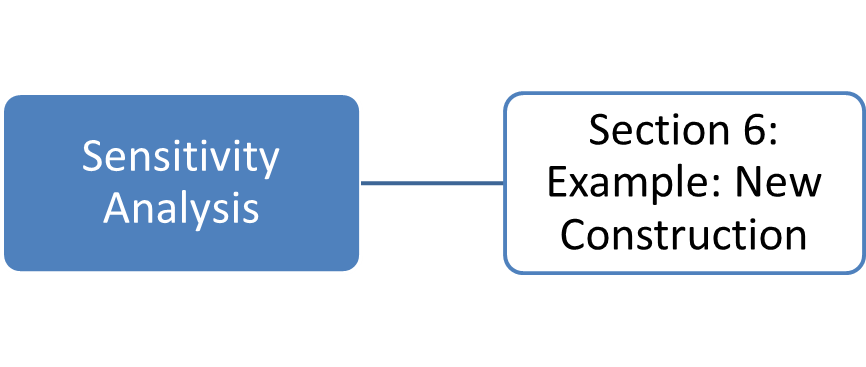 Sensitivity
Analysis
Section 6:
Example: New
Construction